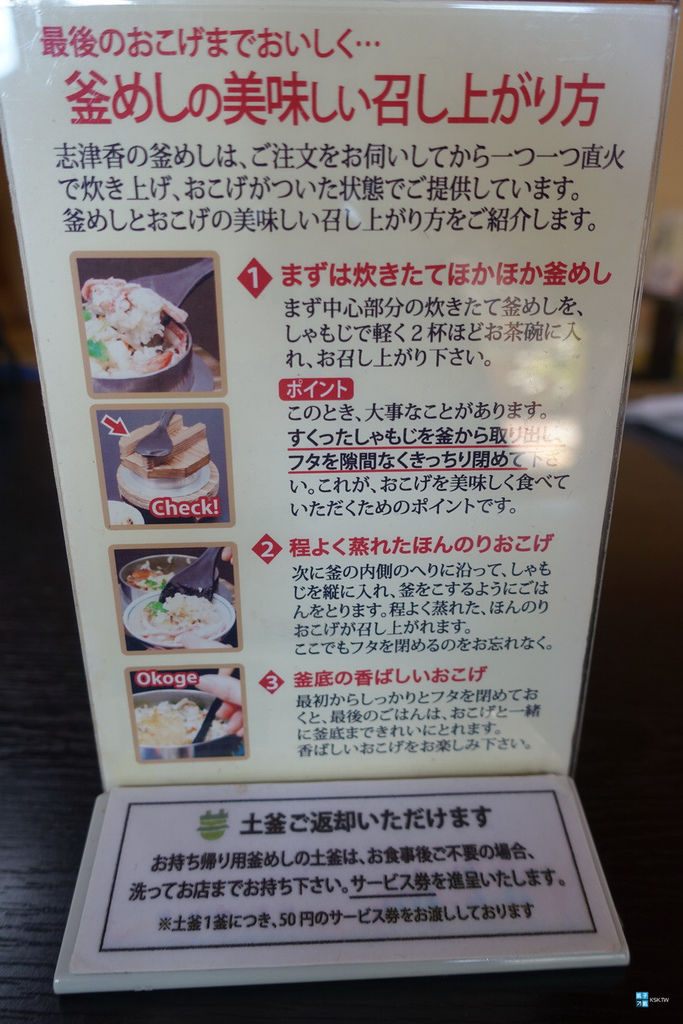 最後のおこげまでおいしく…
釜めしの美味しい召し上がり方
志津香の釜めしは、ご注文をお伺いしてから一つ一つ直火
で炊き上げ、おこげがついた状態でご提供しています。
釜めしとおこげの美味しい召し上がり方をご紹介します。
1 まずは炊きたてほかほか釜めし
まず中心部分の炊きたて釜めしを、
しゃもじで軽く2杯ほどお茶碗に入
れ、お召し上がり下さい。
ポイント
このとき、大事なことがあります。
すくったしゃもじを釜から取り出し、
フタを隙間なくきっちり閉めて下さ
い。これが、おこげを美味しく食べて
いただくためのポイントです。
Check!
2 程よく蒸れたほんのりおこげ
次に釜の内側のへりに沿って、しゃも
じを縦に入れ、釜をこするようにごは
んをとります。程よく蒸れた、ほんのり
おこげが召し上がれます。
ここでもフタを閉めるのをお忘れなく。
Okoge
3 釜底の香ばしいおこげ
最初からしっかりとフタを閉めてお
くと、最後のごはんは、おこげと一緒
に釜底まできれいにとれます。
香ばしいおこげをお楽しみ下さい。
土釜ご返却いただけます
お持ち帰り用釜めしの土釜は、お食事後ご不要の場合、
洗ってお店までお持ち下さい。サービス券を進呈いたします。
※土釜1釜につき、50円のサービス券をお渡ししております
KSK.TW